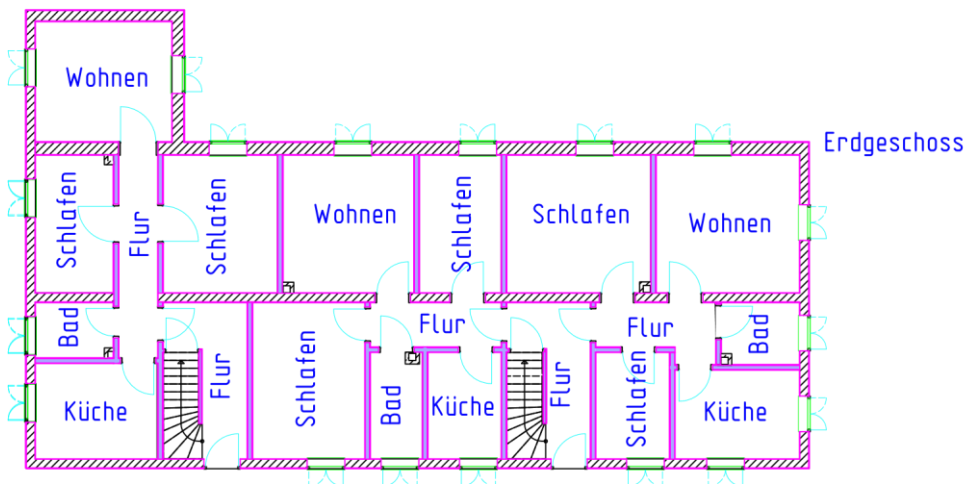 Wohnen
Erdgeschoss
Schlafen
Flur
Schlafen
Wohnen
Schlafen
Schlafen
Wohnen
Bad
Flur
Flur
Bad
Küche
Flur
Schlafen
Bad
Küche
Flur
Schlafen
Küche